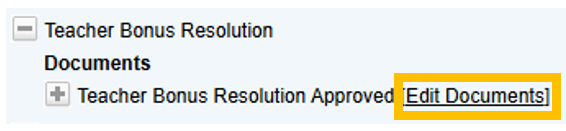 Teacher Bonus Resolution
Documents
Teacher Bonus Resolution Approved [Edit Documents]